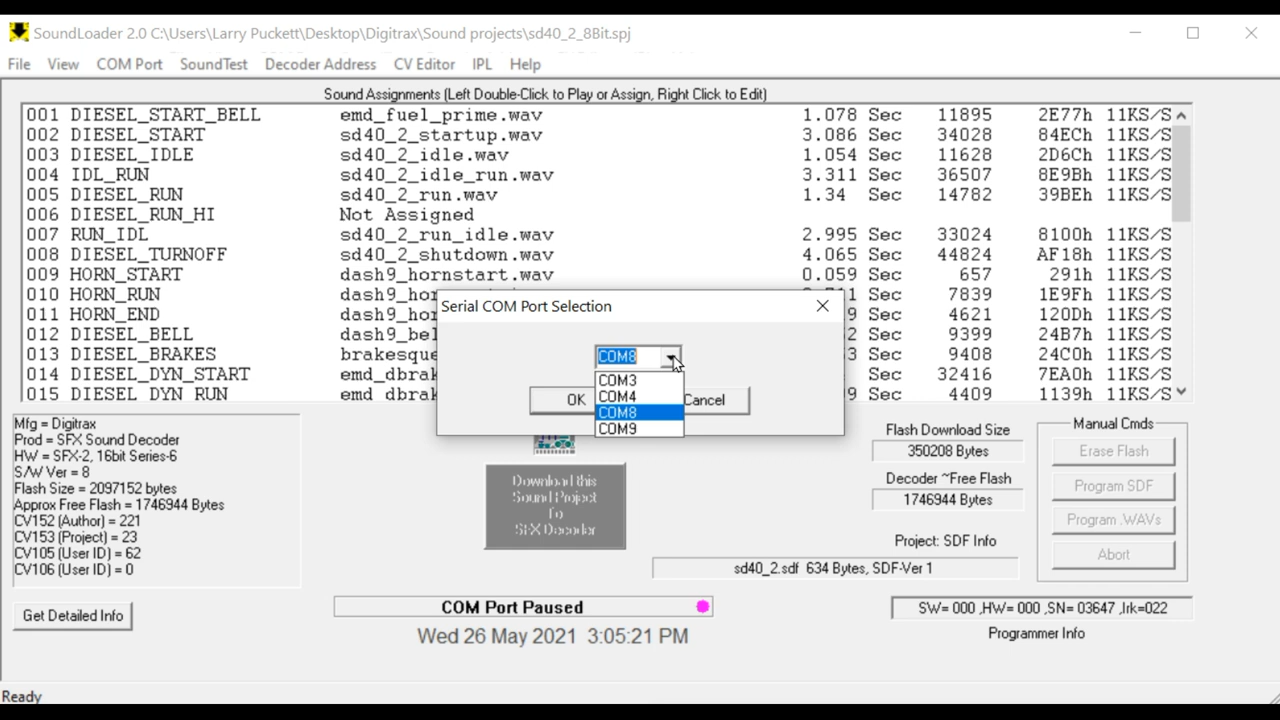 SoundLoader 2.0 C:\Users\Larry Puckett\Desktop\Digitrax\Sound projects\sd40_2_8Bit.spj
File View COM Port SoundTest Decoder Address CV Editor IPL Help
Sound Assignments (Left Double-Click to Play or Assign, Right Click to Edit)
001 DIESEL_START_BELL emd_fuel_prime.wav 1.078 Sec 11895 2E77h 11KS/S
002 DIESEL_START sd40_2_startup.wav 3.086 Sec 34028 84ECh 11KS/S
003 DIESEL_IDLE sd40_2_idle.wav 1.054 Sec 11628 2D6Ch 11KS/S
004 IDL_RUN sd40_2_idle_run.wav 3.311 Sec 36507 8E9Bh 11KS/S
005 DIESEL_RUN sd40_2_run.wav 1.34 Sec 14782 39BEh 11KS/S
006 DIESEL_RUN_HI Not Assigned
007 RUN_IDL sd40_2_run_idle.wav 2.995 Sec 33024 8100h 11KS/S
008 DIESEL_TURNOFF sd40_2_shutdown.wav 4.065 Sec 44824 AF18h 11KS/S
009 HORN_START dash9_hornstart.wav 0.059 Sec 657 291h 11KS/S
010 HORN_RUN dash9_ho Sec 7839 1E9Fh 11KS/S
011 HORN_END dash9_ho 9 Sec 4621 120Dh 11KS/S
012 DIESEL_BELL dash9_bel 2 Sec 9399 24B7h 11KS/S
013 DIESEL_BRAKES brakesque 3 Sec 9408 24C0h 11KS/S
014 DIESEL_DYN_START emd_dbrak Sec 32416 7EA0h 11KS/S
015 DIESEL DYN RUN emd dbrak 9 Sec 4409 1139h 11KS/S
Serial COM Port Selection
COM8
COM3
COM4
COM8
COM9
OK Cancel
Mfg = Digitrax
Prod = SFX Sound Decoder
HW = SFX-2, 16bit Series-6
S/W Ver = 8
Flash Size = 2097152 bytes
Approx Free Flash = 1746944 Bytes
CV152 (Author) = 221
CV153 (Project) = 23
CV105 (User ID) = 62
CV106 (User ID) = 0
Get Detailed Info
Download this
Sound Project
To
SFX Decoder
Flash Download Size
350208 Bytes
Decoder ~Free Flash
1746944 Bytes
Project: SDF Info
sd40_2.sdf 634 Bytes, SDF-Ver 1
Manual Cmds
Erase Flash
Program SDF
Program .WAVs
Abort
COM Port Paused
Wed 26 May 2021 3:05:21 PM
SW= 000 ,HW= 000 ,SN= 03647 ,Irk=022
Programmer Info
Ready